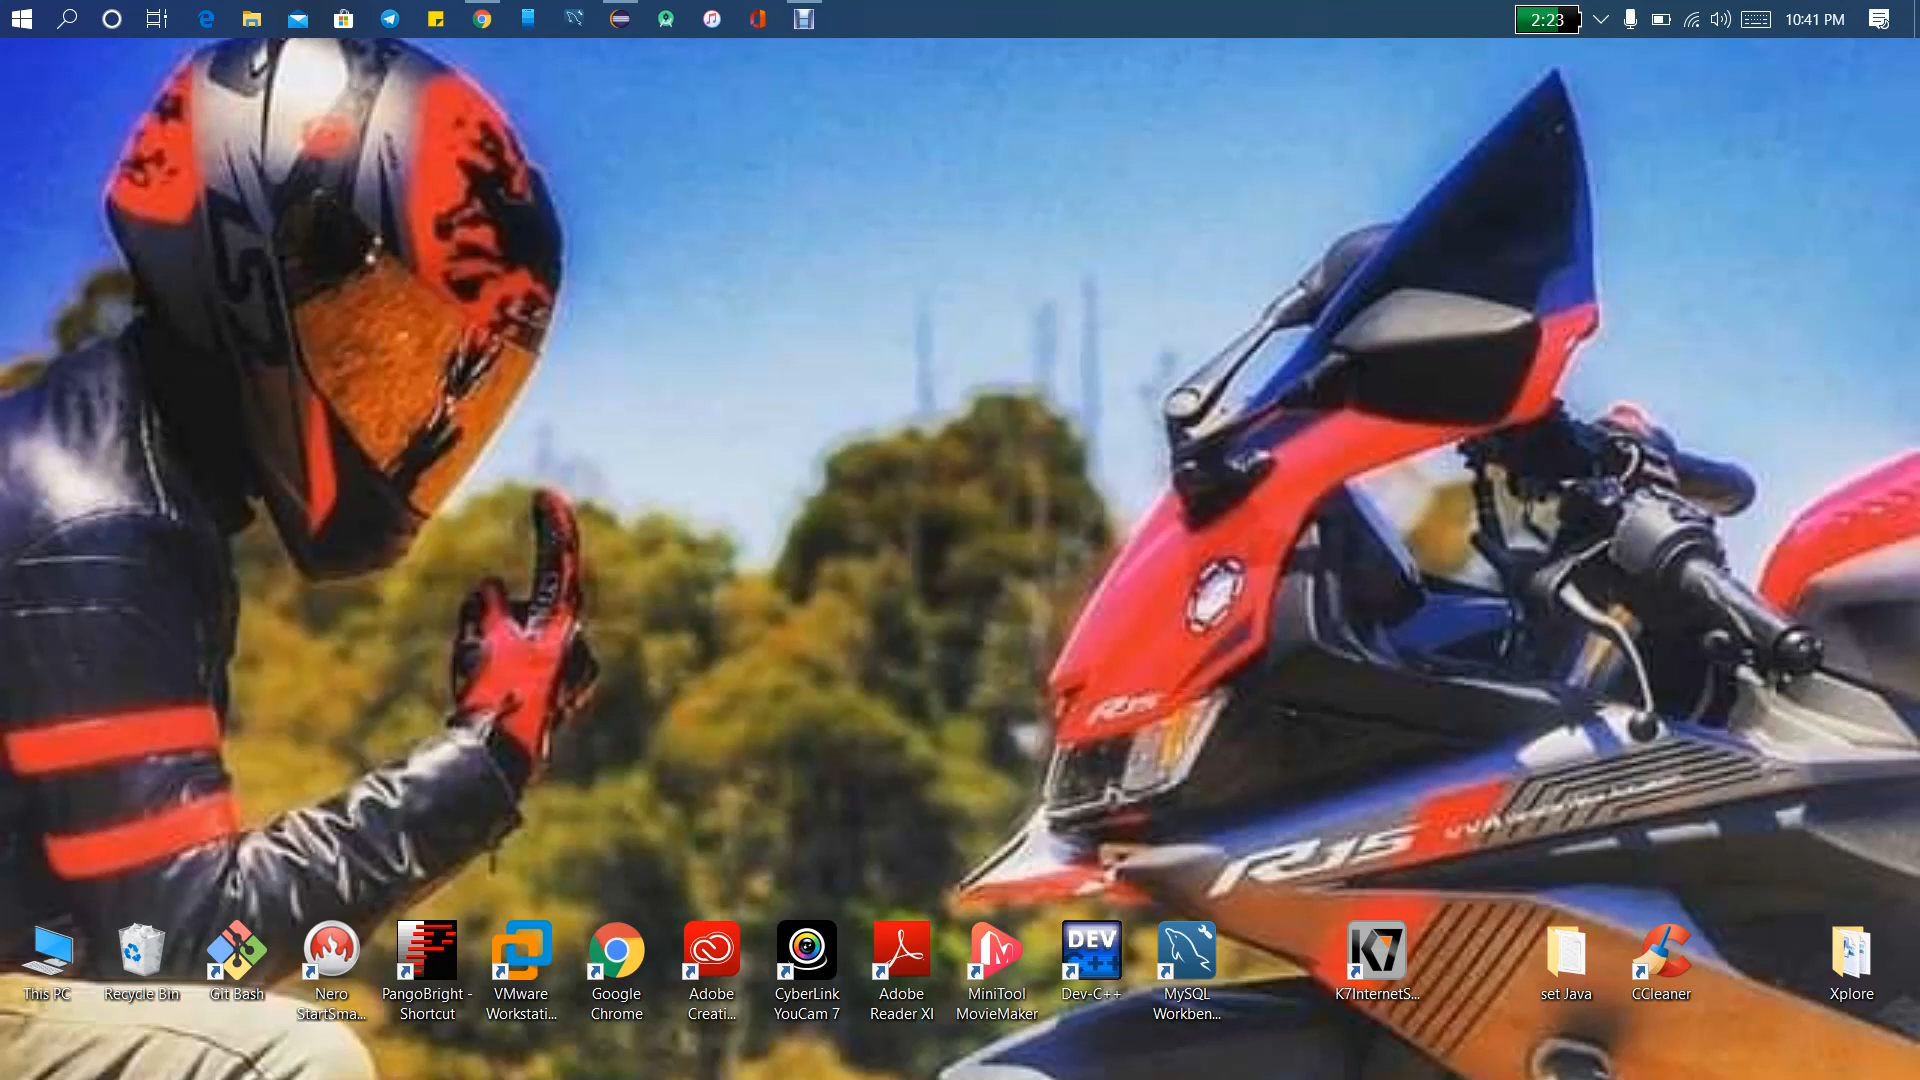 2:23
10:41 PM
R15
R15
This PC
Recycle Bin
Git Bash
Nero
StartSma...
PangoBright -
Shortcut
VMware
Workstati...
Google
Chrome
Adobe
Creati...
CyberLink
YouCam 7
Adobe
Reader XI
MiniTool
MovieMaker
DEV
C++
Dev-C++
MySQL
Workben...
K7
K7InternetS...
set Java
CCleaner
Xplore